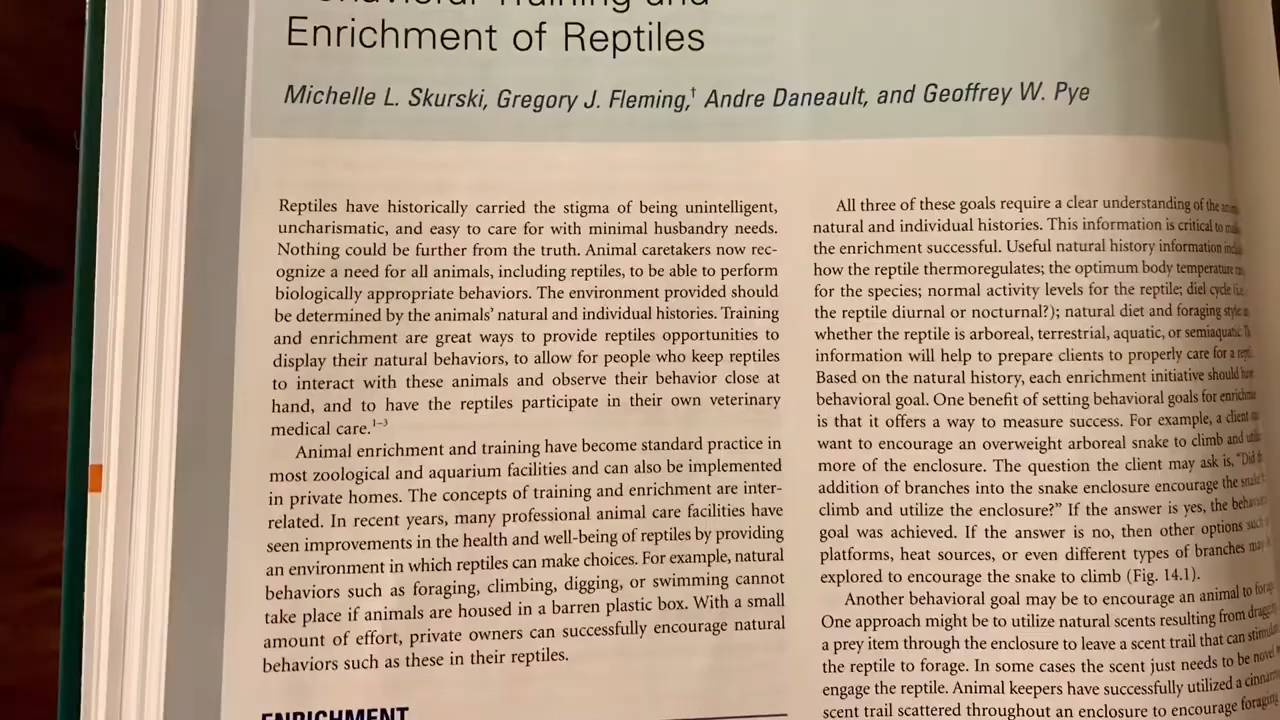 Behavioral Training and
Enrichment of Reptiles
Michelle L. Skurski, Gregory J. Fleming,† Andre Daneault, and Geoffrey W. Pye
Reptiles have historically carried the stigma of being unintelligent,
uncharismatic, and easy to care for with minimal husbandry needs.
Nothing could be further from the truth. Animal caretakers now rec-
ognize a need for all animals, including reptiles, to be able to perform
biologically appropriate behaviors. The environment provided should
be determined by the animals’ natural and individual histories. Training
and enrichment are great ways to provide reptiles opportunities to
display their natural behaviors, to allow for people who keep reptiles
to interact with these animals and observe their behavior close at
hand, and to have the reptiles participate in their own veterinary
medical care.1–3
Animal enrichment and training have become standard practice in
most zoological and aquarium facilities and can also be implemented
in private homes. The concepts of training and enrichment are inter-
related. In recent years, many professional animal care facilities have
seen improvements in the health and well-being of reptiles by providing
an environment in which reptiles can make choices. For example, natural
behaviors such as foraging, climbing, digging, or swimming cannot
take place if animals are housed in a barren plastic box. With a small
amount of effort, private owners can successfully encourage natural
behaviors such as these in their reptiles.
ENRICHMENT
All three of these goals require a clear understanding of the
natural and individual histories. This information is critical to
the enrichment successful. Useful natural history information
how the reptile thermoregulates; the optimum body temperature
for the species; normal activity levels for the reptile; diel cycle (i.e.
the reptile diurnal or nocturnal?); natural diet and foraging style
whether the reptile is arboreal, terrestrial, aquatic, or semiaquatic.
information will help to prepare clients to properly care for a
Based on the natural history, each enrichment initiative should have
behavioral goal. One benefit of setting behavioral goals for
is that it offers a way to measure success. For example, a client
want to encourage an overweight arboreal snake to climb and
more of the enclosure. The question the client may ask is, “Did
addition of branches into the snake enclosure encourage the
climb and utilize the enclosure?” If the answer is yes, the
goal was achieved. If the answer is no, then other options such
platforms, heat sources, or even different types of branches may
explored to encourage the snake to climb (Fig. 14.1).
Another behavioral goal may be to encourage an animal to
One approach might be to utilize natural scents resulting from
a prey item through the enclosure to leave a scent trail that can
the reptile to forage. In some cases the scent just needs to be novel
engage the reptile. Animal keepers have successfully utilized a
scent trail scattered throughout an enclosure to encourage foraging